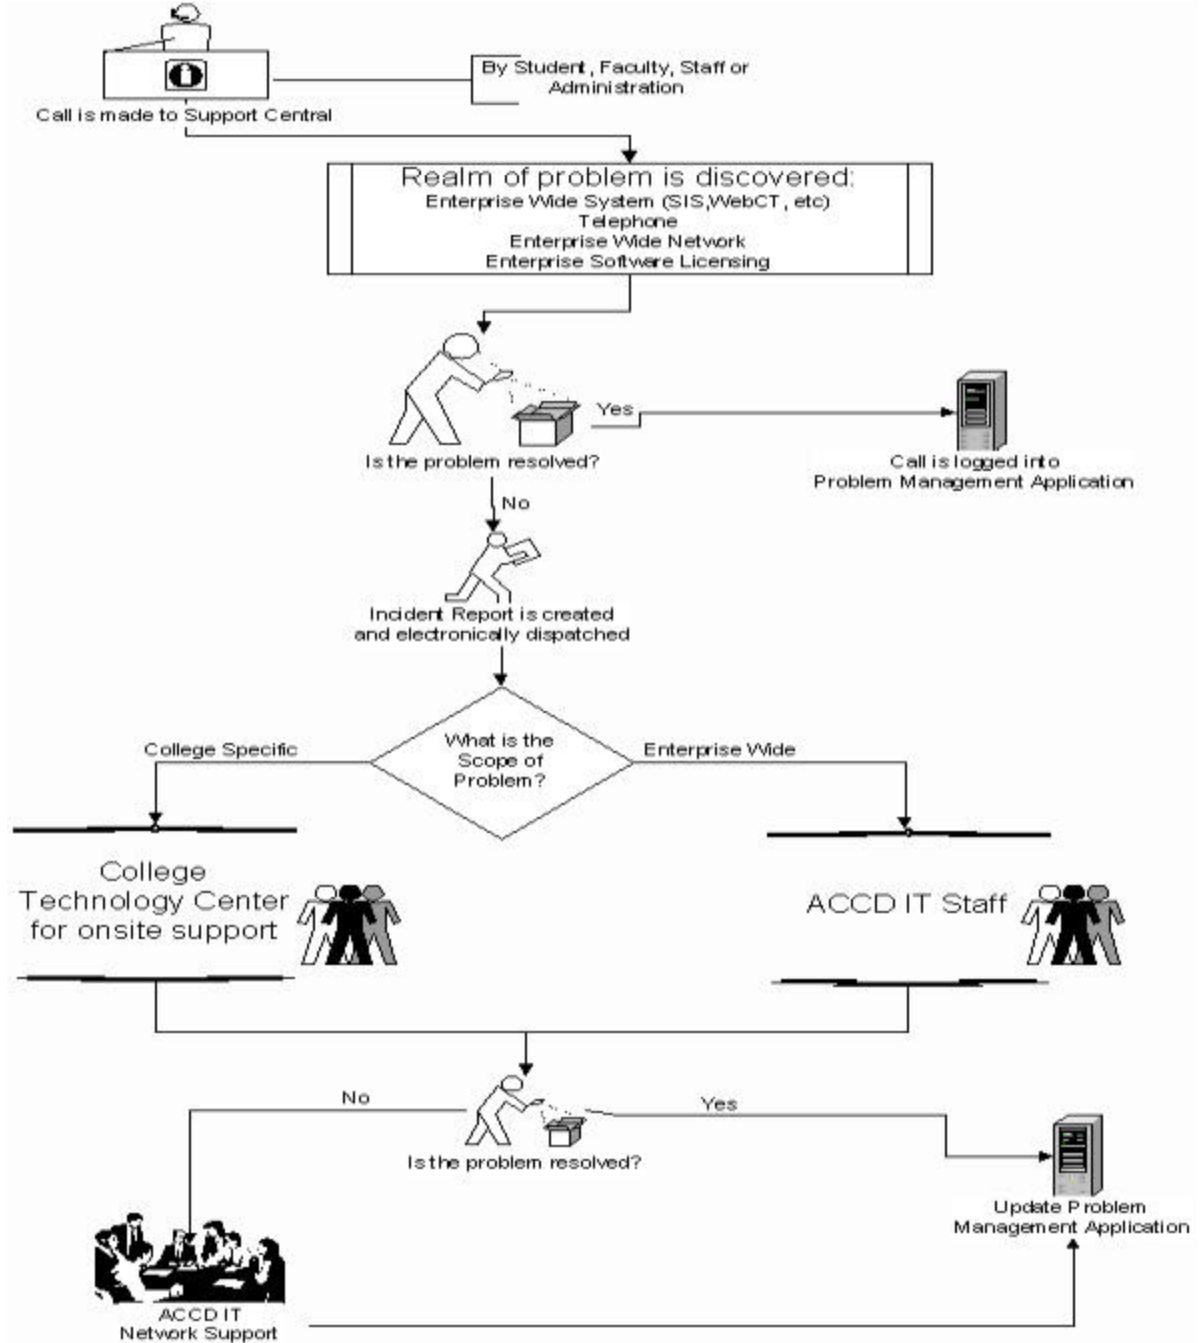 By Student, Faculty, Staff or
Administration
Call is made to Support Central
Realm of problem is discovered:
Enterprise Wide System (SIS,WebCT, etc)
Telephone
Enterprise Wide Network
Enterprise Software Licensing
Yes
Is the problem resolved?
Call is logged into
Problem Management Application
No
Incident Report is created
and electronically dispatched
College Specific
What is the
Scope of
Problem?
Enterprise Wide
College
Technology Center
for onsite support
ACCD IT Staff
No
Yes
Is the problem resolved?
Update Problem
Management Application
ACCD IT
Network Support